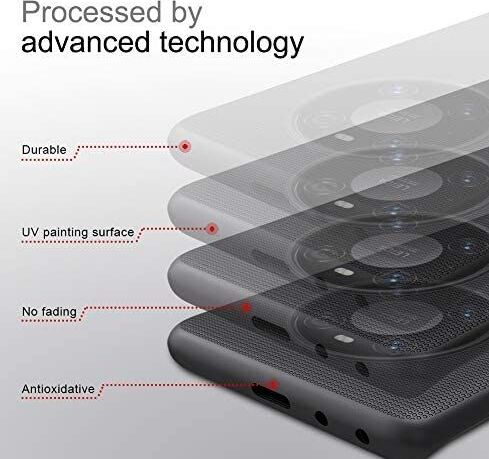 Processed by
advanced technology
Durable
UV painting surface
No fading
Antioxidative